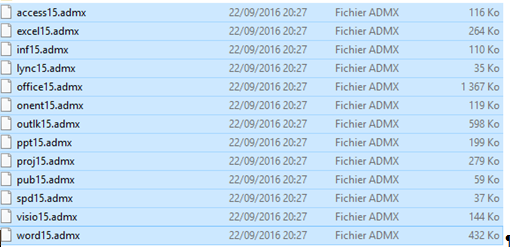 access15.admx 22/09/2016 20:27 Fichier ADMX 116 Ko
excel15.admx 22/09/2016 20:27 Fichier ADMX 264 Ko
inf15.admx 22/09/2016 20:27 Fichier ADMX 110 Ko
lync15.admx 22/09/2016 20:27 Fichier ADMX 35 Ko
office15.admx 22/09/2016 20:27 Fichier ADMX 1 367 Ko
onent15.admx 22/09/2016 20:27 Fichier ADMX 119 Ko
outlk15.admx 22/09/2016 20:27 Fichier ADMX 598 Ko
ppt15.admx 22/09/2016 20:27 Fichier ADMX 199 Ko
proj15.admx 22/09/2016 20:27 Fichier ADMX 279 Ko
pub15.admx 22/09/2016 20:27 Fichier ADMX 59 Ko
spd15.admx 22/09/2016 20:27 Fichier ADMX 37 Ko
visio15.admx 22/09/2016 20:27 Fichier ADMX 144 Ko
word15.admx 22/09/2016 20:27 Fichier ADMX 432 Ko